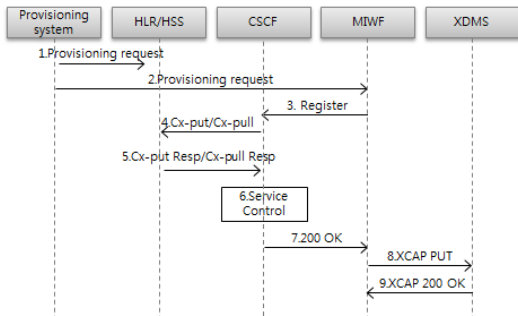 Provisioning
system
HLR/HSS
CSCF
MIWF
XDMS
1.Provisioning request
2.Provisioning request
3. Register
4.Cx-put/Cx-pull
5.Cx-put Resp/Cx-pull Resp
6.Service
Control
7.200 OK
8.XCAP PUT
9.XCAP 200 OK